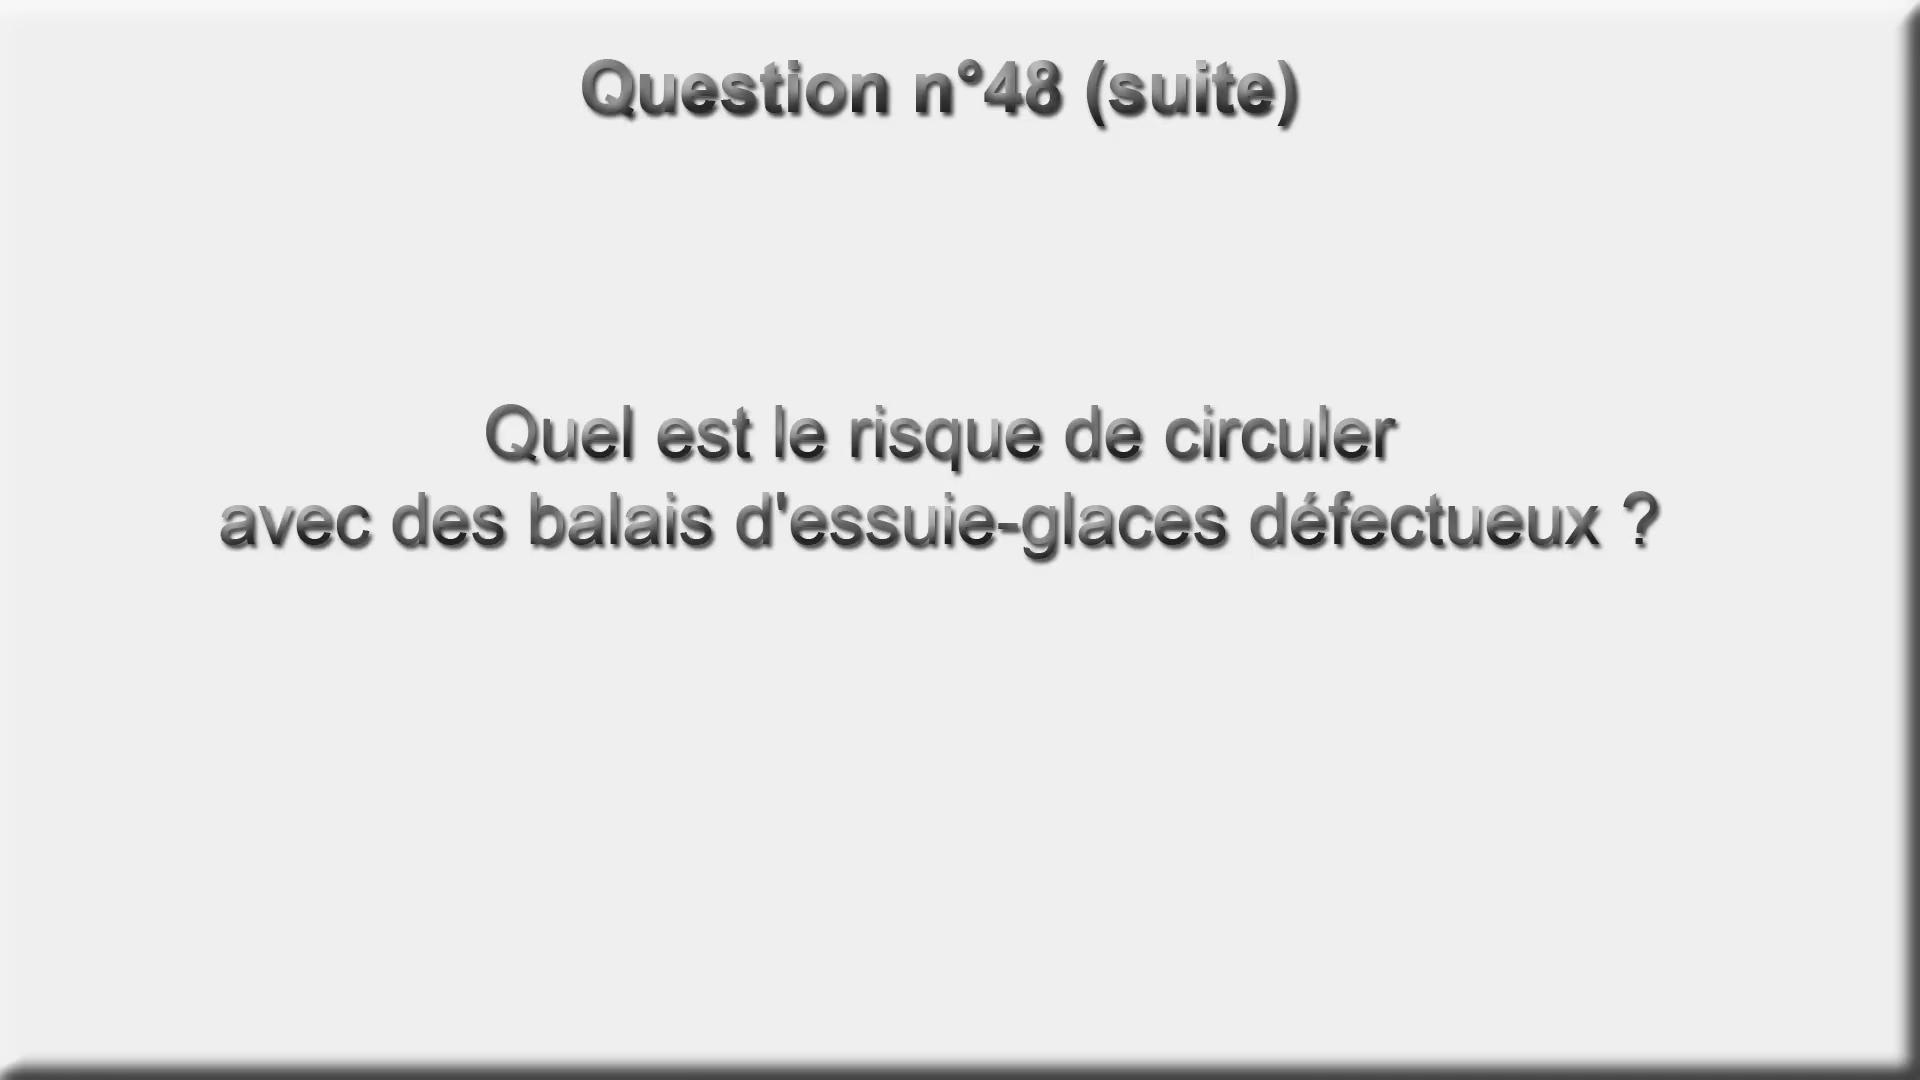 Question n°48 (suite)
Quel est le risque de circuler
avec des balais d'essuie-glaces défectueux ?